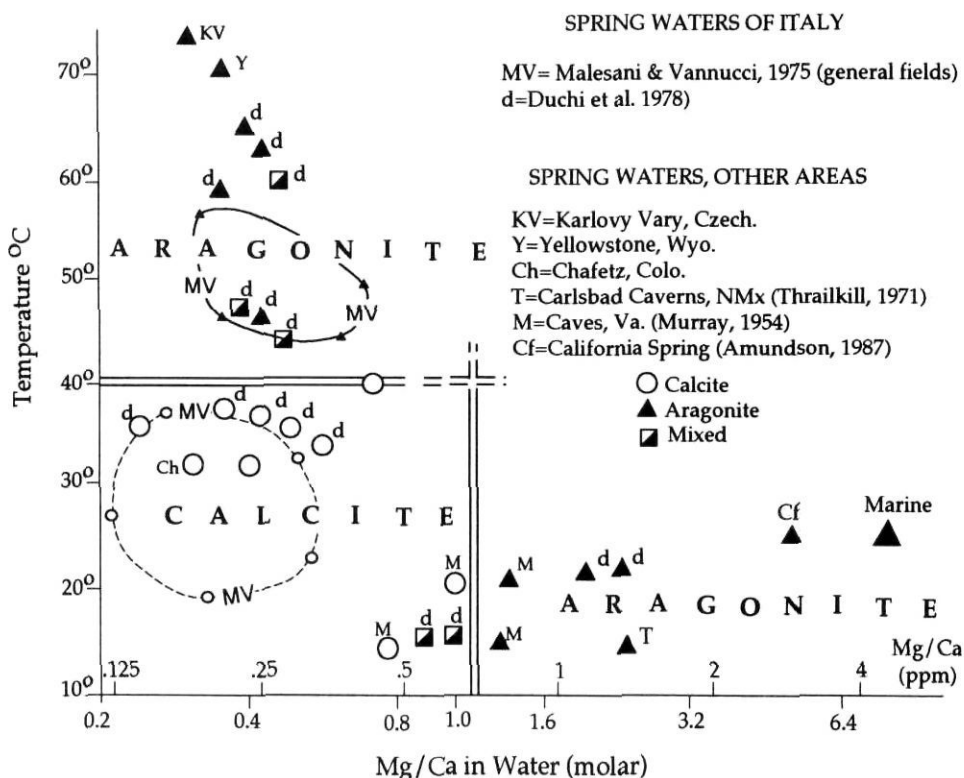 SPRING WATERS OF ITALY
MV= Malesani & Vannucci, 1975 (general fields)
d=Duchi et al. 1978)
SPRING WATERS, OTHER AREAS
KV=Karlovy Vary, Czech.
Y=Yellowstone, Wyo.
Ch=Chafetz, Colo.
T=Carlsbad Caverns, NMx (Thrailkill, 1971)
M=Caves, Va. (Murray, 1954)
Cf=California Spring (Amundson, 1987)
Calcite
Aragonite
Mixed
Temperature °C
70°
60°
50°
40°
30°
20°
10°
KV
Y
d
d
d
d
ARAGONITE
MV
MV
d
d
d
d
MV
d
d
d
d
Ch
CALCITE
MV
M
M
d
d
M
M
d
d
T
Cf
Marine
ARAGONITE
.125 .25 .5 1 2 4
Mg/Ca
(ppm)
0.2 0.4 0.8 1.0 1.6 3.2 6.4
Mg/Ca in Water (molar)